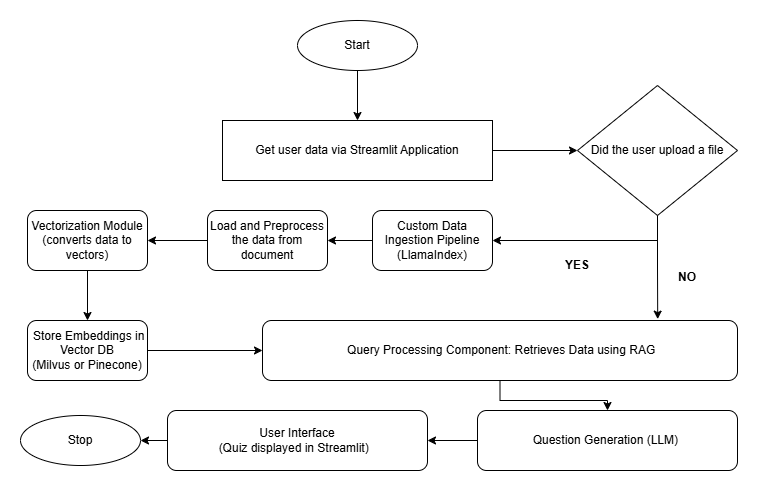 Start
Get user data via Streamlit Application
Did the user upload a file
Vectorization Module
(converts data to
vectors)
Load and Preprocess
the data from
document
Custom Data
Ingestion Pipeline
(LlamaIndex)
YES
NO
Store Embeddings in
Vector DB
(Milvus or Pinecone)
Query Processing Component: Retrieves Data using RAG
Stop
User Interface
(Quiz displayed in Streamlit)
Question Generation (LLM)